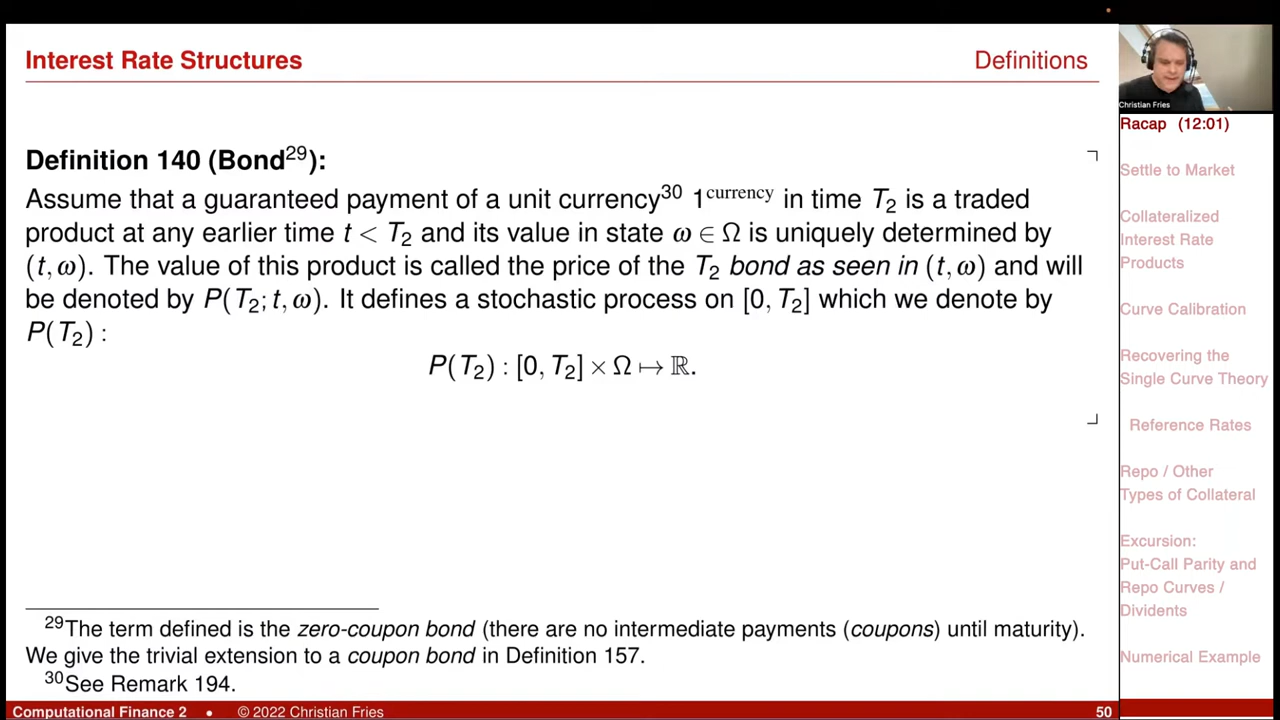 Interest Rate Structures
Definitions
Definition 140 (Bond²⁹):
Assume that a guaranteed payment of a unit currency³⁰ 1ᶜᵘʳʳᵉⁿᶜʸ in time T₂ is a traded
product at any earlier time t < T₂ and its value in state ω ∈ Ω is uniquely determined by
(t, ω). The value of this product is called the price of the T₂ bond as seen in (t, ω) and will
be denoted by P(T₂; t, ω). It defines a stochastic process on [0, T₂] which we denote by
P(T₂) :
P(T₂) : [0, T₂] × Ω ↦ ℝ.
²⁹The term defined is the zero-coupon bond (there are no intermediate payments (coupons) until maturity).
We give the trivial extension to a coupon bond in Definition 157.
³⁰See Remark 194.
Computational Finance 2 • © 2022 Christian Fries
50
Christian Fries
Racap (12:01)
Settle to Market
Collateralized
Interest Rate
Products
Curve Calibration
Recovering the
Single Curve Theory
Reference Rates
Repo / Other
Types of Collateral
Excursion:
Put-Call Parity and
Repo Curves /
Dividents
Numerical Example